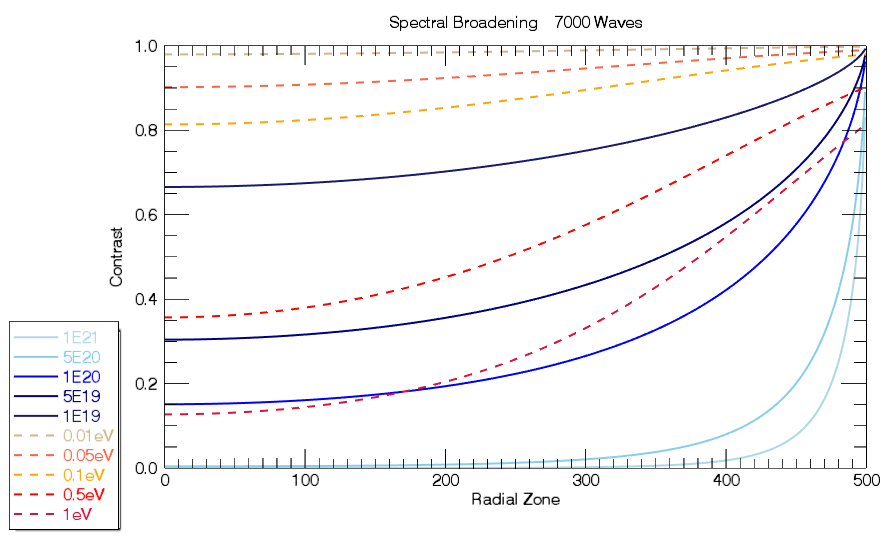 Spectral Broadening 7000 Waves
1.0
0.8
0.6
0.4
0.2
0.0
Contrast
0 100 200 300 400 500
Radial Zone
1E21
5E20
1E20
5E19
1E19
0.01eV
0.05eV
0.1eV
0.5eV
1eV